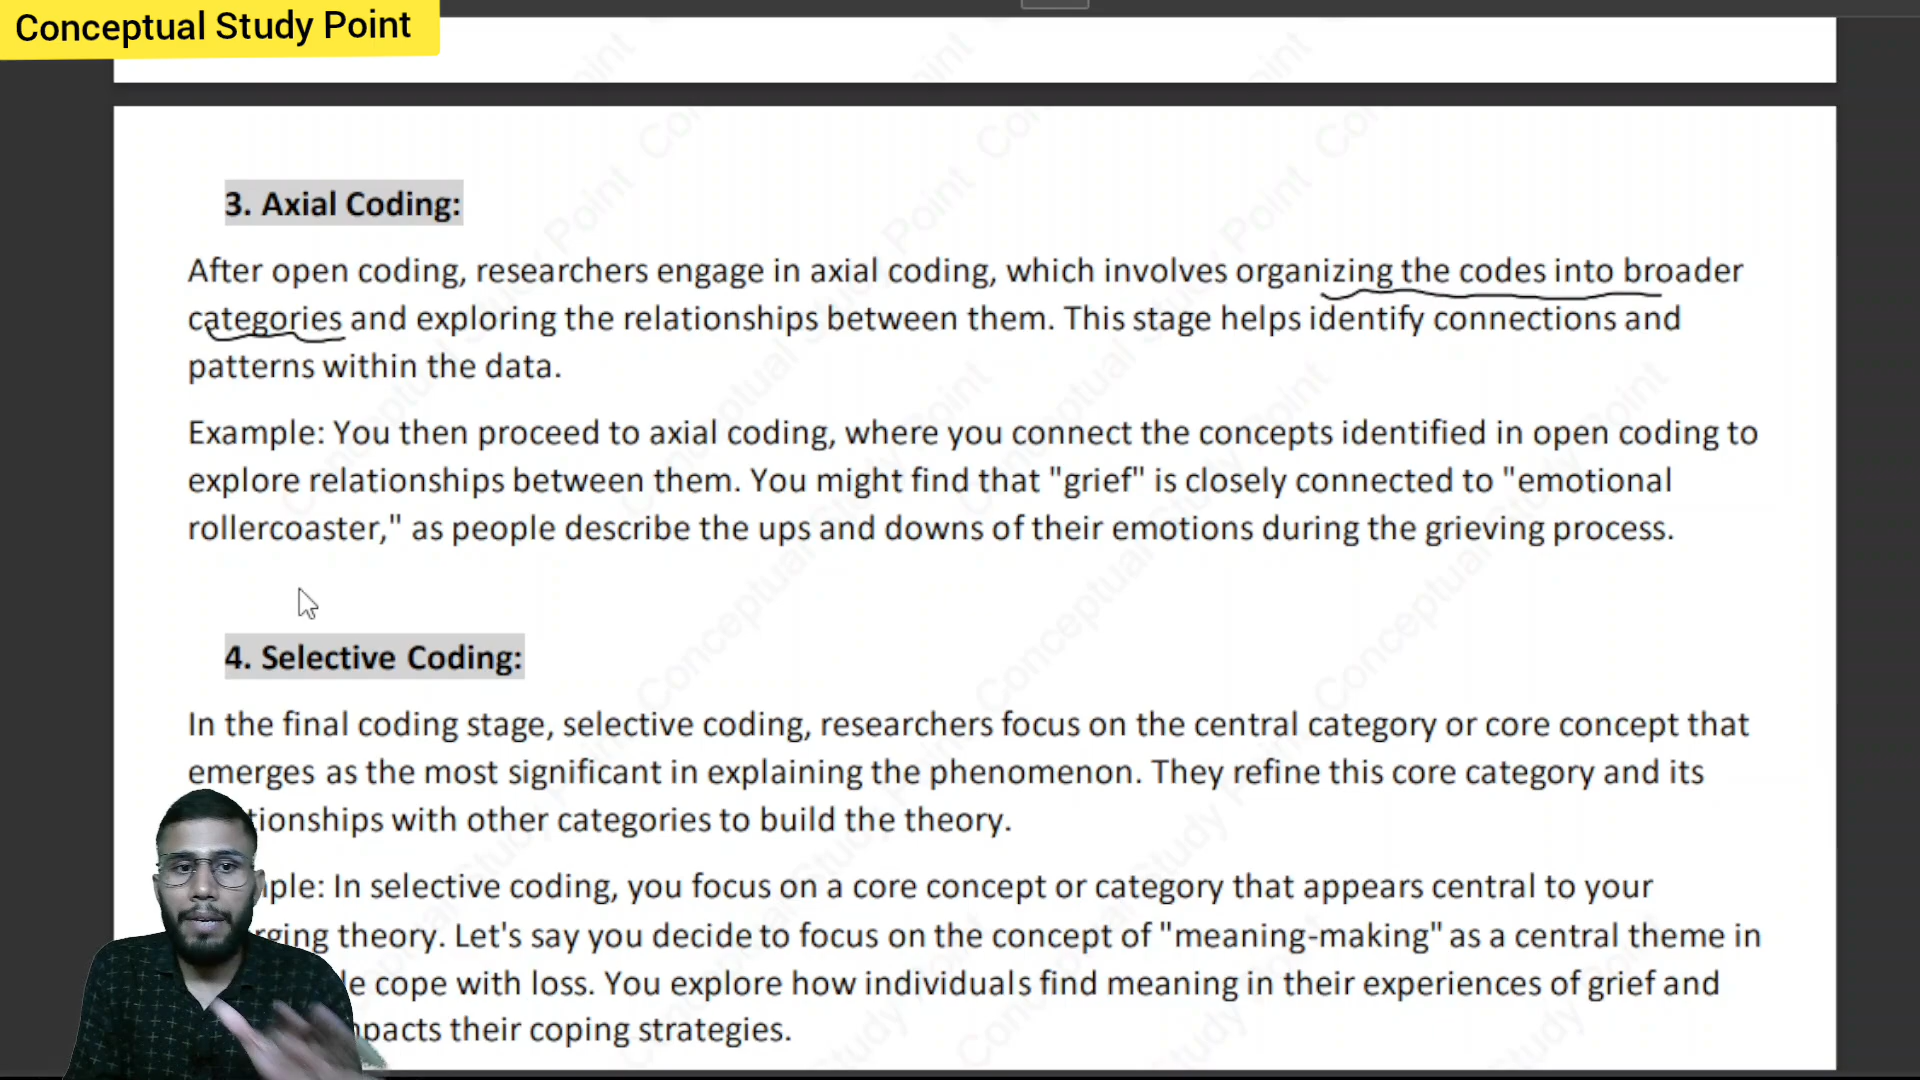 Conceptual Study Point
3. Axial Coding:
After open coding, researchers engage in axial coding, which involves organizing the codes into broader
categories and exploring the relationships between them. This stage helps identify connections and
patterns within the data.
Example: You then proceed to axial coding, where you connect the concepts identified in open coding to
explore relationships between them. You might find that "grief" is closely connected to "emotional
rollercoaster," as people describe the ups and downs of their emotions during the grieving process.
4. Selective Coding:
In the final coding stage, selective coding, researchers focus on the central category or core concept that
emerges as the most significant in explaining the phenomenon. They refine this core category and its
tionships with other categories to build the theory.
ple: In selective coding, you focus on a core concept or category that appears central to your
rging theory. Let's say you decide to focus on the concept of "meaning-making" as a central theme in
e cope with loss. You explore how individuals find meaning in their experiences of grief and
pacts their coping strategies.